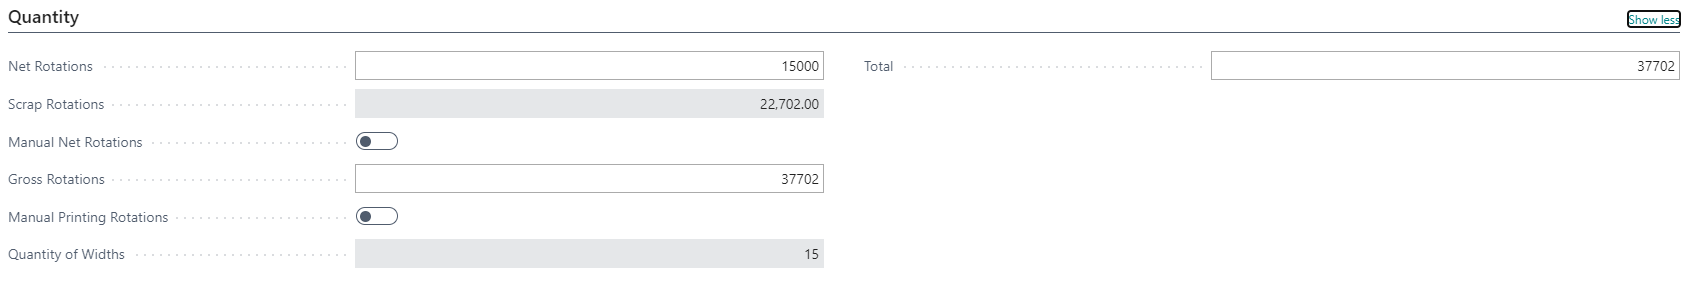 Quantity
Show less
Net Rotations 15000
Total 37702
Scrap Rotations 22,702.00
Manual Net Rotations
Gross Rotations 37702
Manual Printing Rotations
Quantity of Widths 15